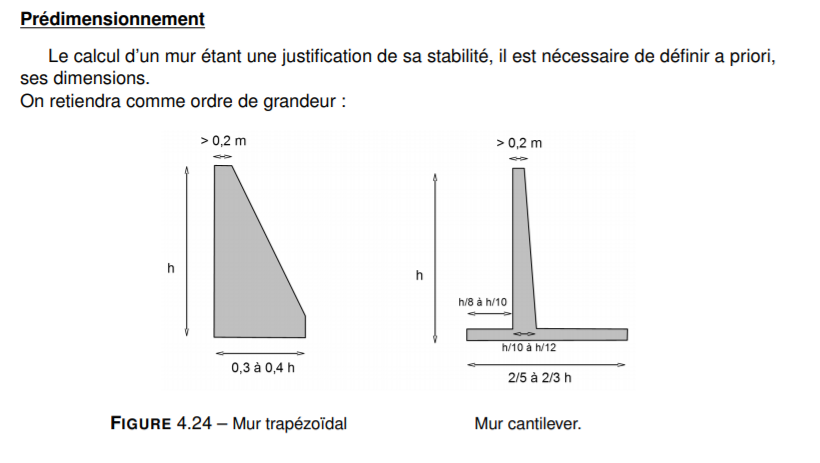 Prédimensionnement
Le calcul d'un mur étant une justification de sa stabilité, il est nécessaire de définir a priori,
ses dimensions.
On retiendra comme ordre de grandeur :
> 0,2 m
h
0,3 à 0,4 h
> 0,2 m
h
h/8 à h/10
h/10 à h/12
2/5 à 2/3 h
FIGURE 4.24 – Mur trapézoïdal
Mur cantilever.